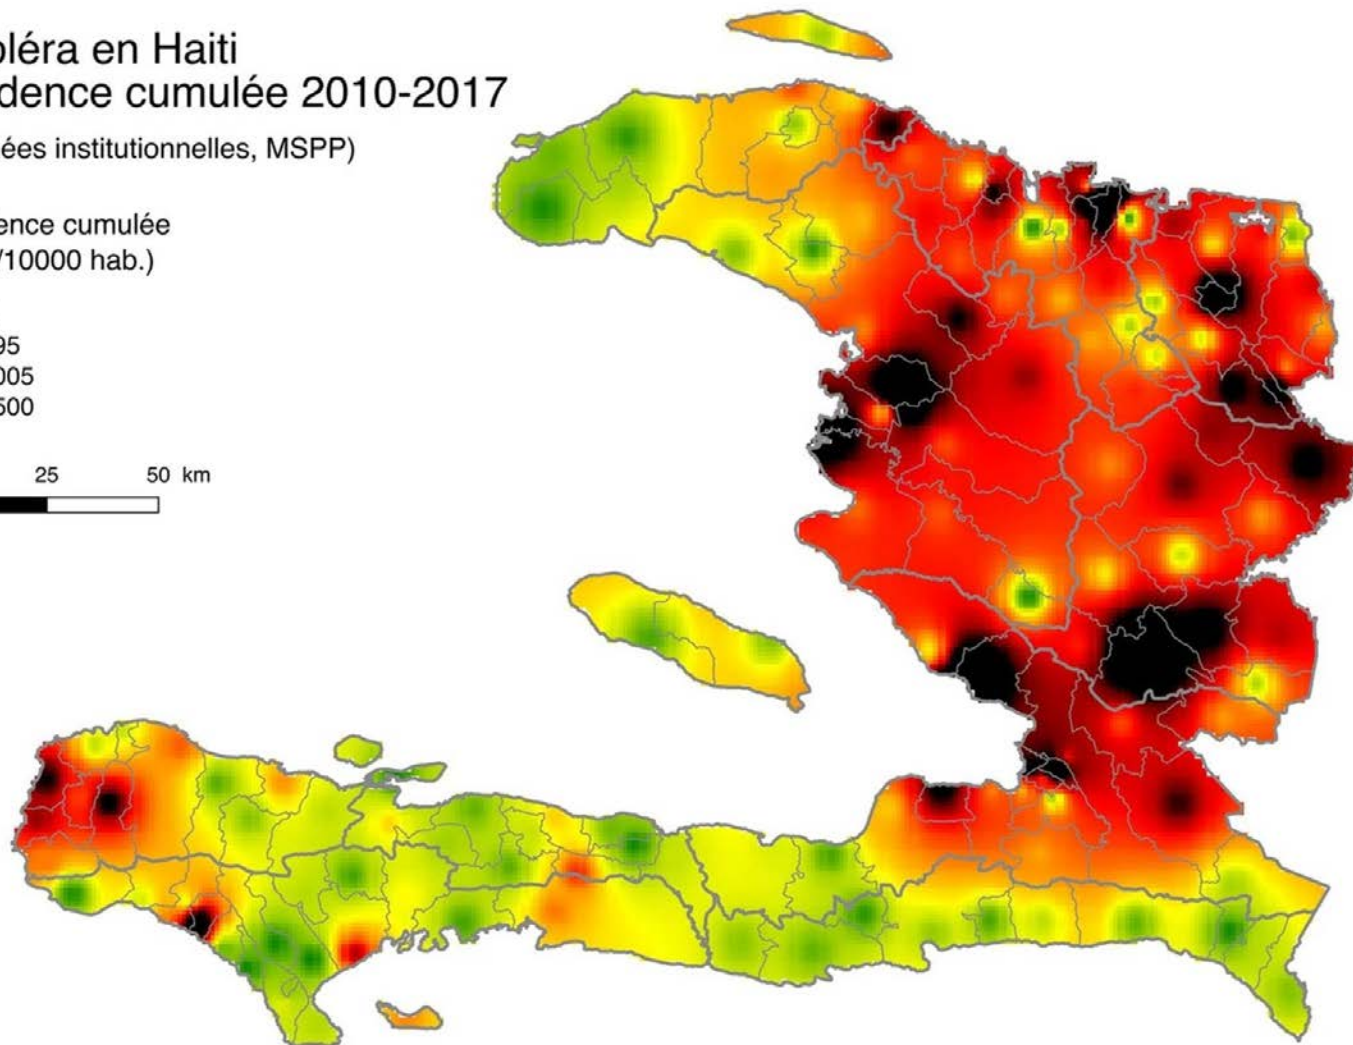 oléra en Haiti
dence cumulée 2010-2017
ées institutionnelles, MSPP)
ence cumulée
/10000 hab.)
95
005
500
25 50 km